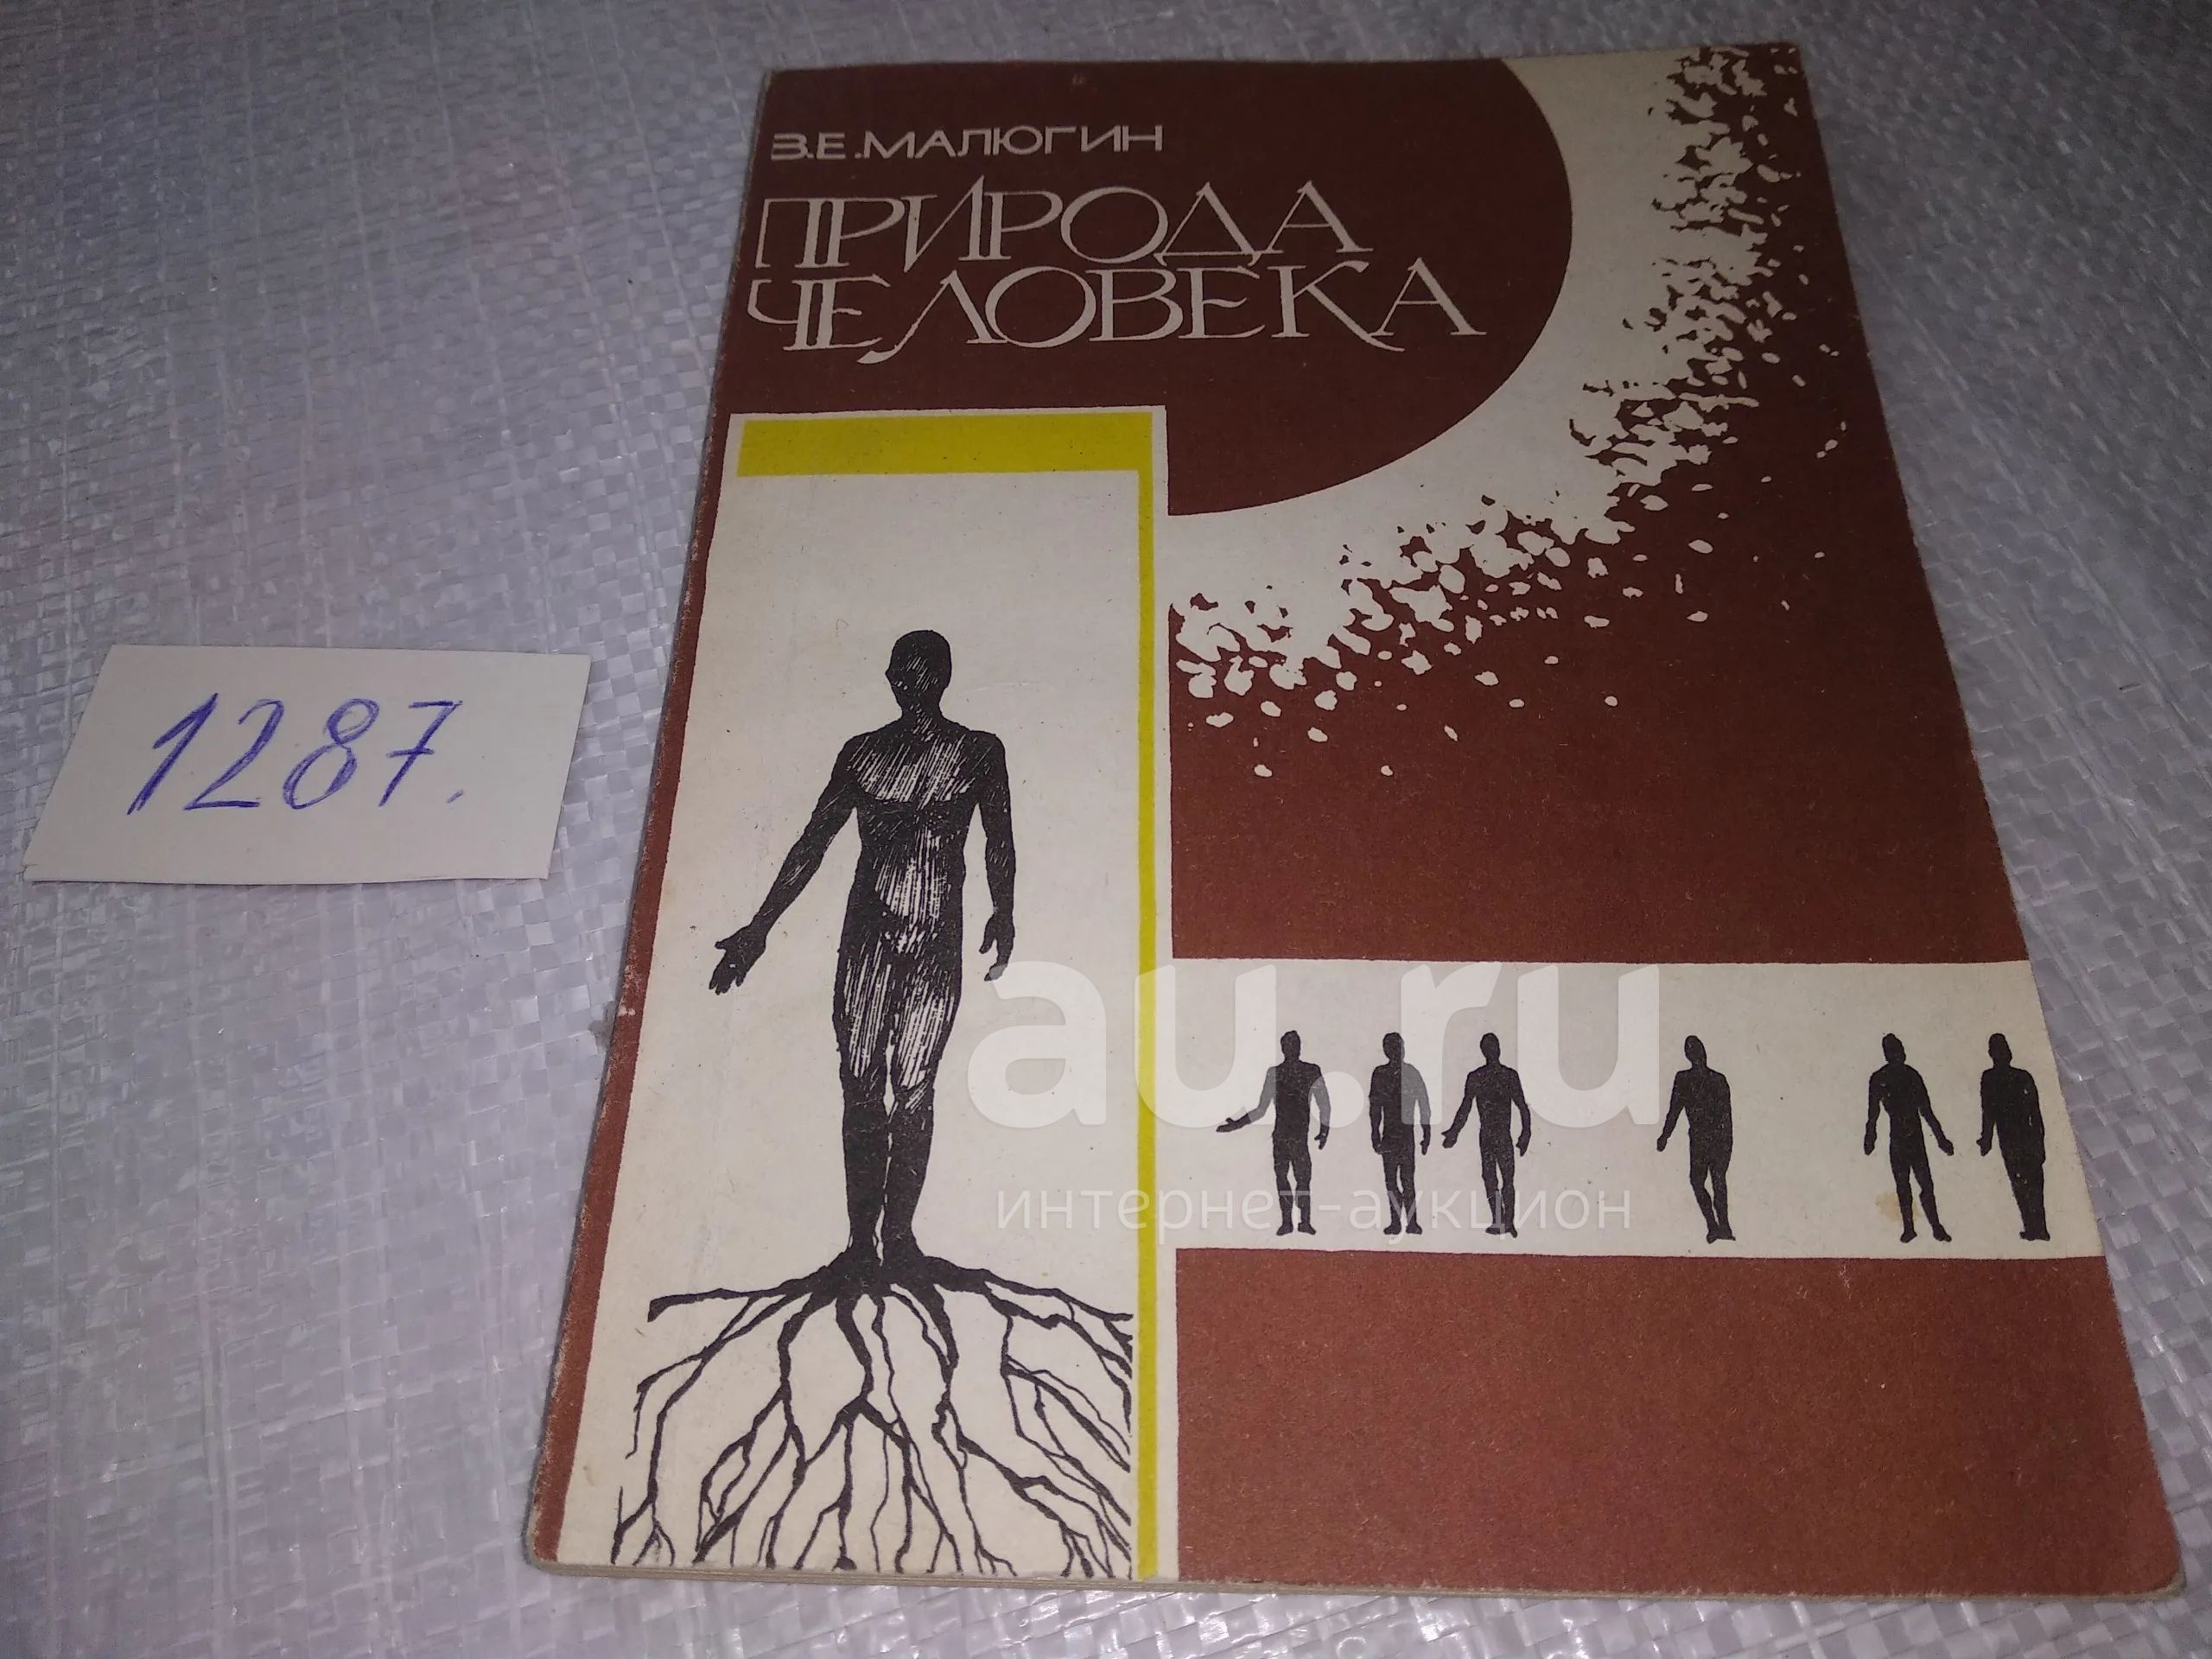 З.Е.МАЛЮГИН
ПРИРОДА
ЧЕЛОВЕКА
1287.
au.ru
интернет-аукцион